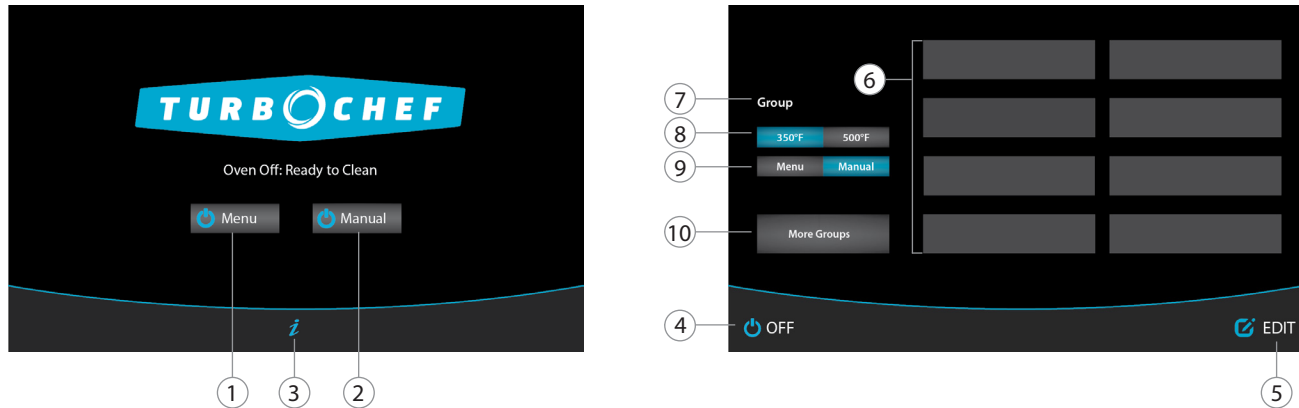 TURBOCHEF
Oven Off: Ready to Clean
Menu
Manual
i
1
3
2
6
7
Group
8
350°F
500°F
9
Menu
Manual
10
More Groups
4
OFF
EDIT
5